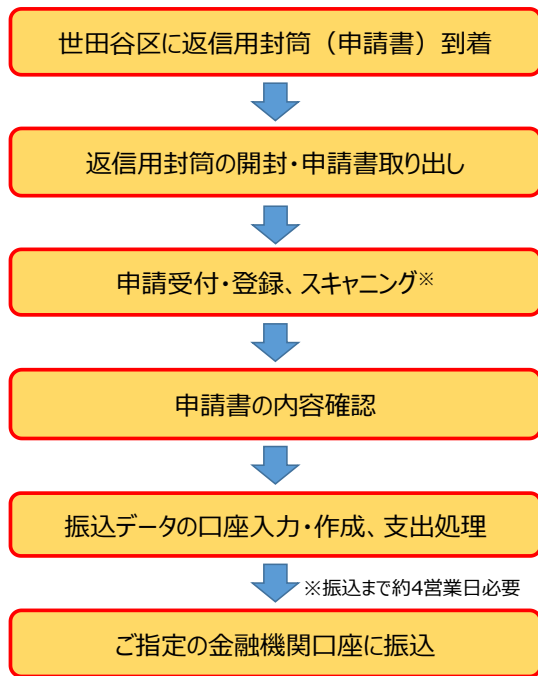 世田谷区に返信用封筒（申請書）到着
返信用封筒の開封・申請書取り出し
申請受付・登録、スキャニング※
申請書の内容確認
振込データの口座入力・作成、支出処理
※振込まで約4営業日必要
ご指定の金融機関口座に振込